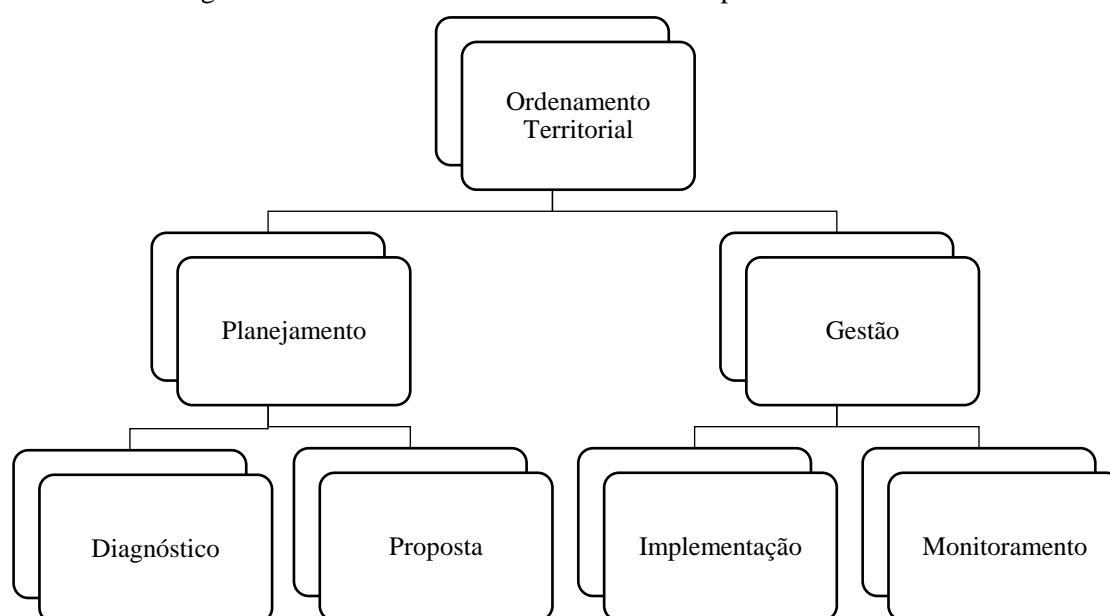 Ordenamento
Territorial
Planejamento
Gestão
Diagnóstico
Proposta
Implementação
Monitoramento